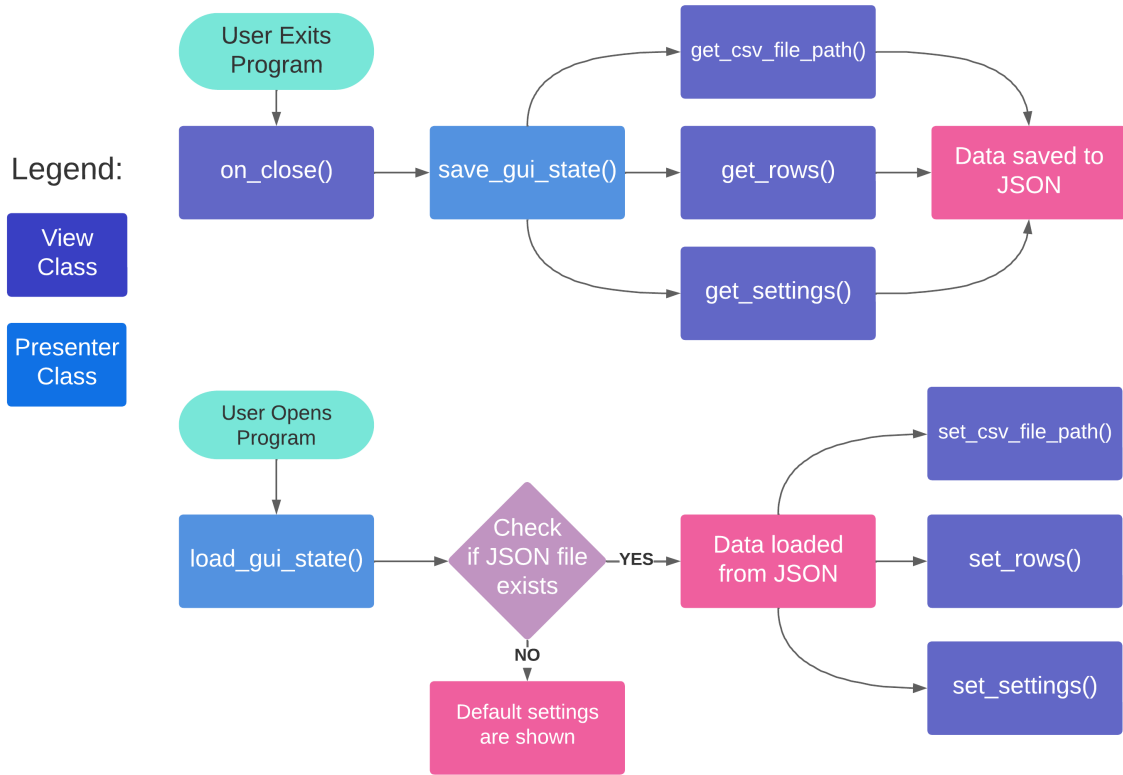 User Exits
Program
get_csv_file_path()
on_close()
save_gui_state()
get_rows()
Data saved to
JSON
get_settings()
Legend:
View
Class
Presenter
Class
User Opens
Program
load_gui_state()
Check
if JSON file
exists
YES
NO
Default settings
are shown
Data loaded
from JSON
set_csv_file_path()
set_rows()
set_settings()